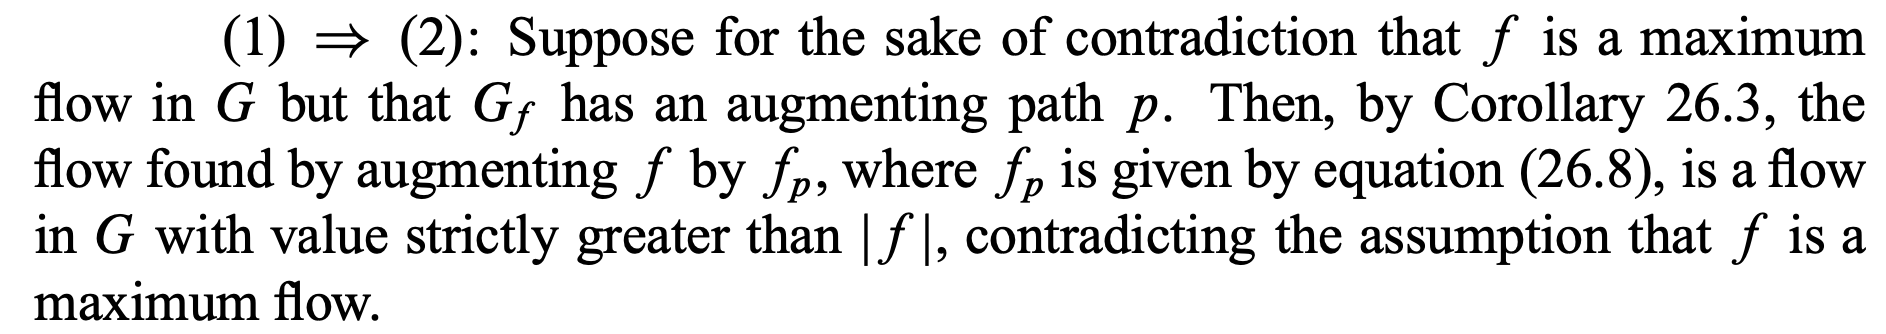 (1) ⇒ (2): Suppose for the sake of contradiction that f is a maximum
flow in G but that G_f has an augmenting path p. Then, by Corollary 26.3, the
flow found by augmenting f by f_p, where f_p is given by equation (26.8), is a flow
in G with value strictly greater than |f|, contradicting the assumption that f is a
maximum flow.